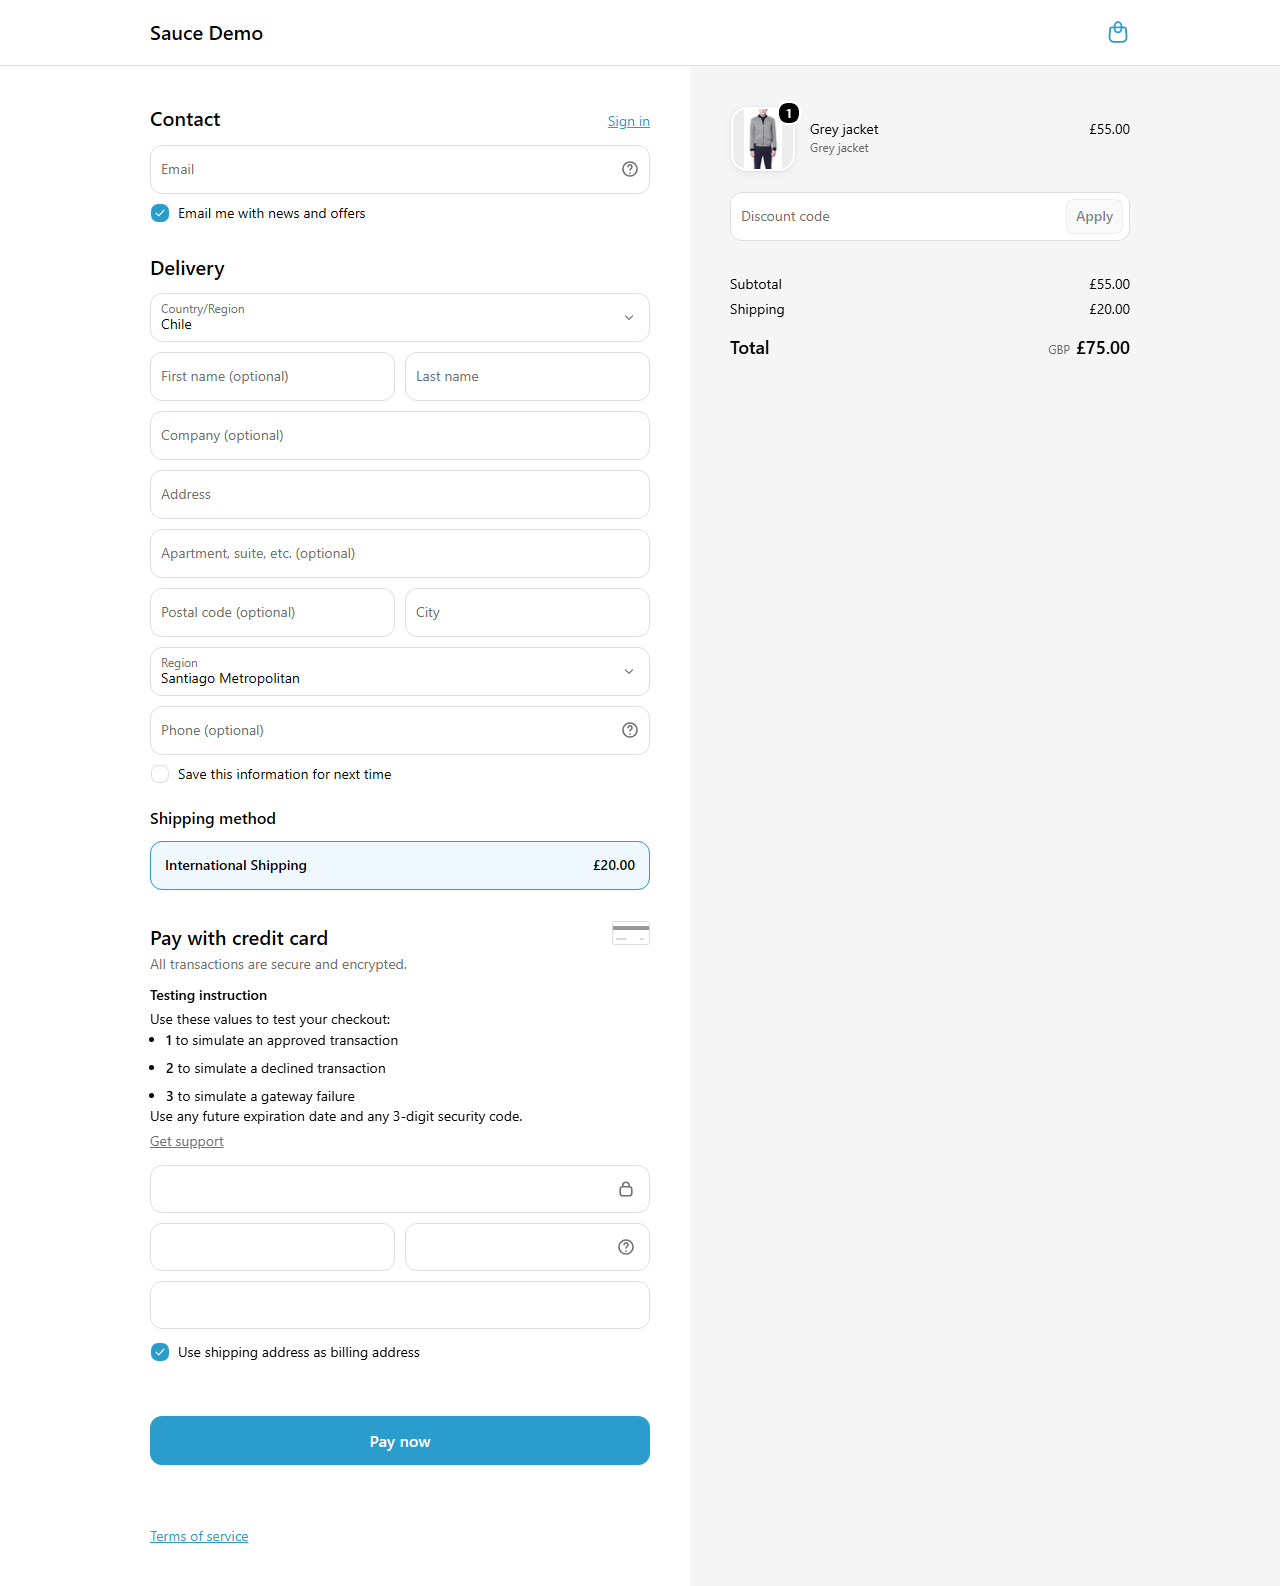 Sauce Demo
Contact
Sign in
Email
Email me with news and offers
Delivery
Country/Region
Chile
First name (optional)
Last name
Company (optional)
Address
Apartment, suite, etc. (optional)
Postal code (optional)
City
Region
Santiago Metropolitan
Phone (optional)
Save this information for next time
Shipping method
International Shipping £20.00
Pay with credit card
All transactions are secure and encrypted.
Testing instruction
Use these values to test your checkout:
• 1 to simulate an approved transaction
• 2 to simulate a declined transaction
• 3 to simulate a gateway failure
Use any future expiration date and any 3-digit security code.
Get support
Use shipping address as billing address
Pay now
Terms of service
1
Grey jacket £55.00
Grey jacket
Discount code Apply
Subtotal £55.00
Shipping £20.00
Total GBP £75.00